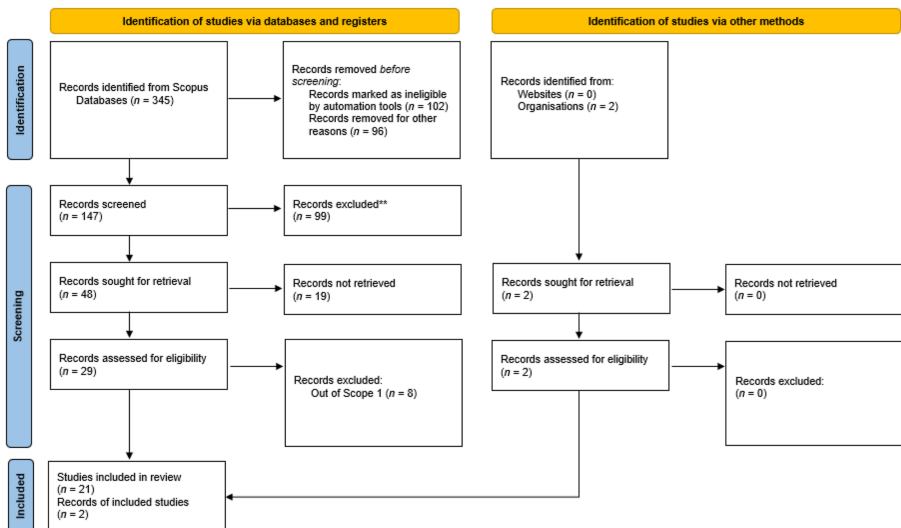 Identification of studies via databases and registers
Identification of studies via other methods
Identification
Records identified from Scopus
Databases (n = 345)
Records removed before
screening:
Records marked as ineligible
by automation tools (n = 102)
Records removed for other
reasons (n = 96)
Records identified from:
Websites (n = 0)
Organisations (n = 2)
Screening
Records screened
(n = 147)
Records excluded**
(n = 99)
Records sought for retrieval
(n = 48)
Records not retrieved
(n = 19)
Records sought for retrieval
(n = 2)
Records not retrieved
(n = 0)
Records assessed for eligibility
(n = 29)
Records excluded:
Out of Scope 1 (n = 8)
Records assessed for eligibility
(n = 2)
Records excluded:
(n = 0)
Included
Studies included in review
(n = 21)
Records of included studies
(n = 2)